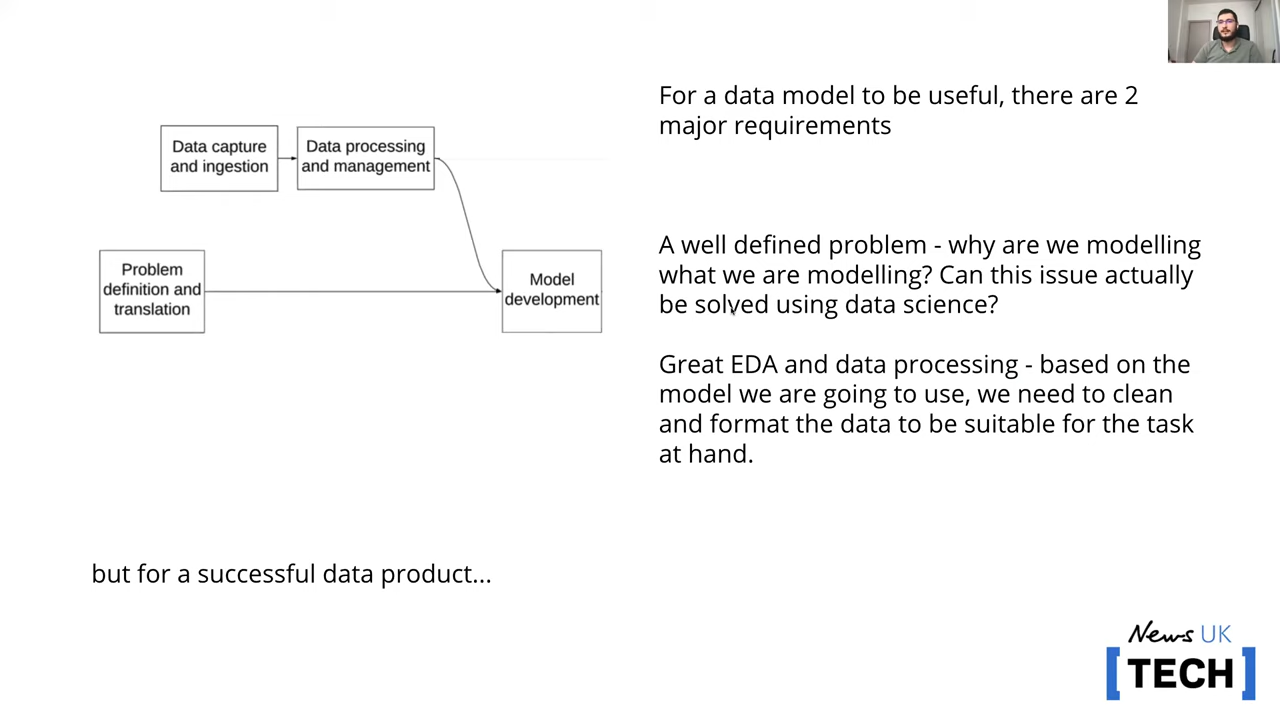 For a data model to be useful, there are 2
major requirements
Data capture
and ingestion
Data processing
and management
Problem
definition and
translation
Model
development
A well defined problem - why are we modelling
what we are modelling? Can this issue actually
be solved using data science?
Great EDA and data processing - based on the
model we are going to use, we need to clean
and format the data to be suitable for the task
at hand.
but for a successful data product...
News UK
[TECH]